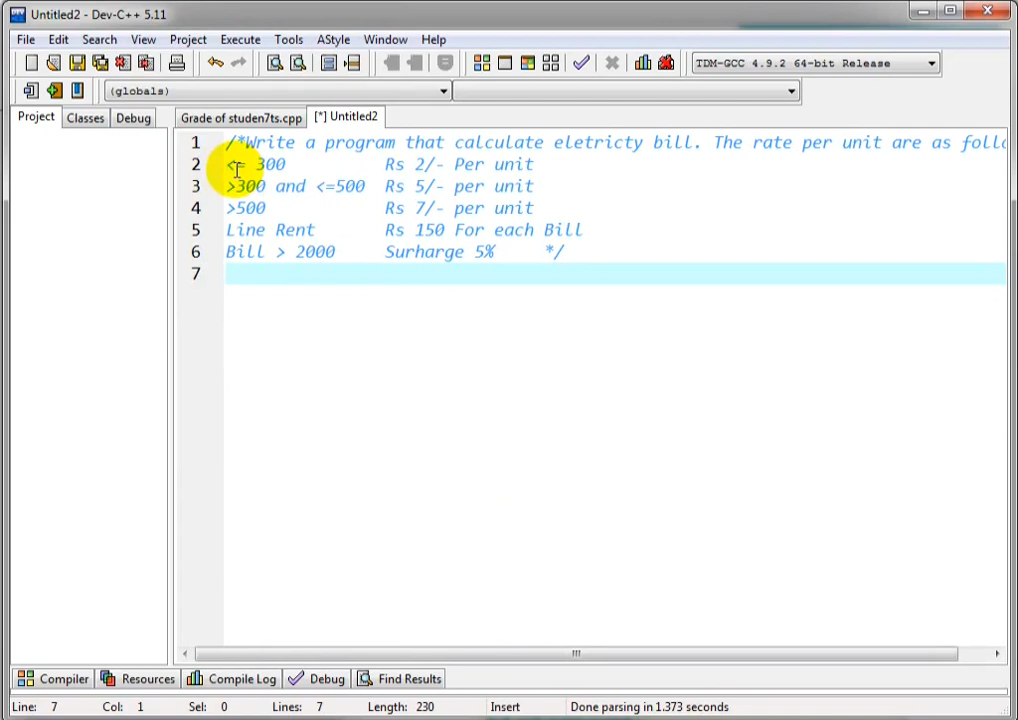 Untitled2 - Dev-C++ 5.11
File Edit Search View Project Execute Tools AStyle Window Help
TDM-GCC 4.9.2 64-bit Release
(globals)
Project Classes Debug Grade of studen7ts.cpp [*] Untitled2
1 /*Write a program that calculate eletricty bill. The rate per unit are as
2 <= 300 Rs 2/- Per unit
3 >300 and <=500 Rs 5/- per unit
4 >500 Rs 7/- per unit
5 Line Rent Rs 150 For each Bill
6 Bill > 2000 Surharge 5% */
7
Compiler Resources Compile Log Debug Find Results
Line: 7 Col: 1 Sel: 0 Lines: 7 Length: 230 Insert Done parsing in 1.373 seconds